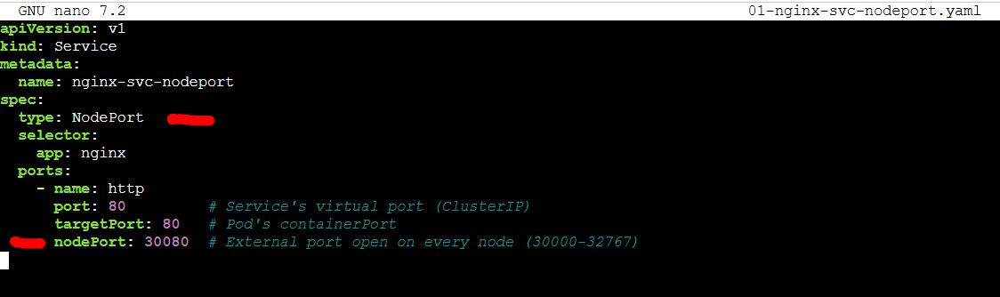 GNU nano 7.2 01-nginx-svc-nodeport.yaml
apiVersion: v1
kind: Service
metadata:
  name: nginx-svc-nodeport
spec:
  type: NodePort
  selector:
    app: nginx
  ports:
    - name: http
      port: 80         # Service's virtual port (ClusterIP)
      targetPort: 80   # Pod's containerPort
      nodePort: 30080  # External port open on every node (30000-32767)